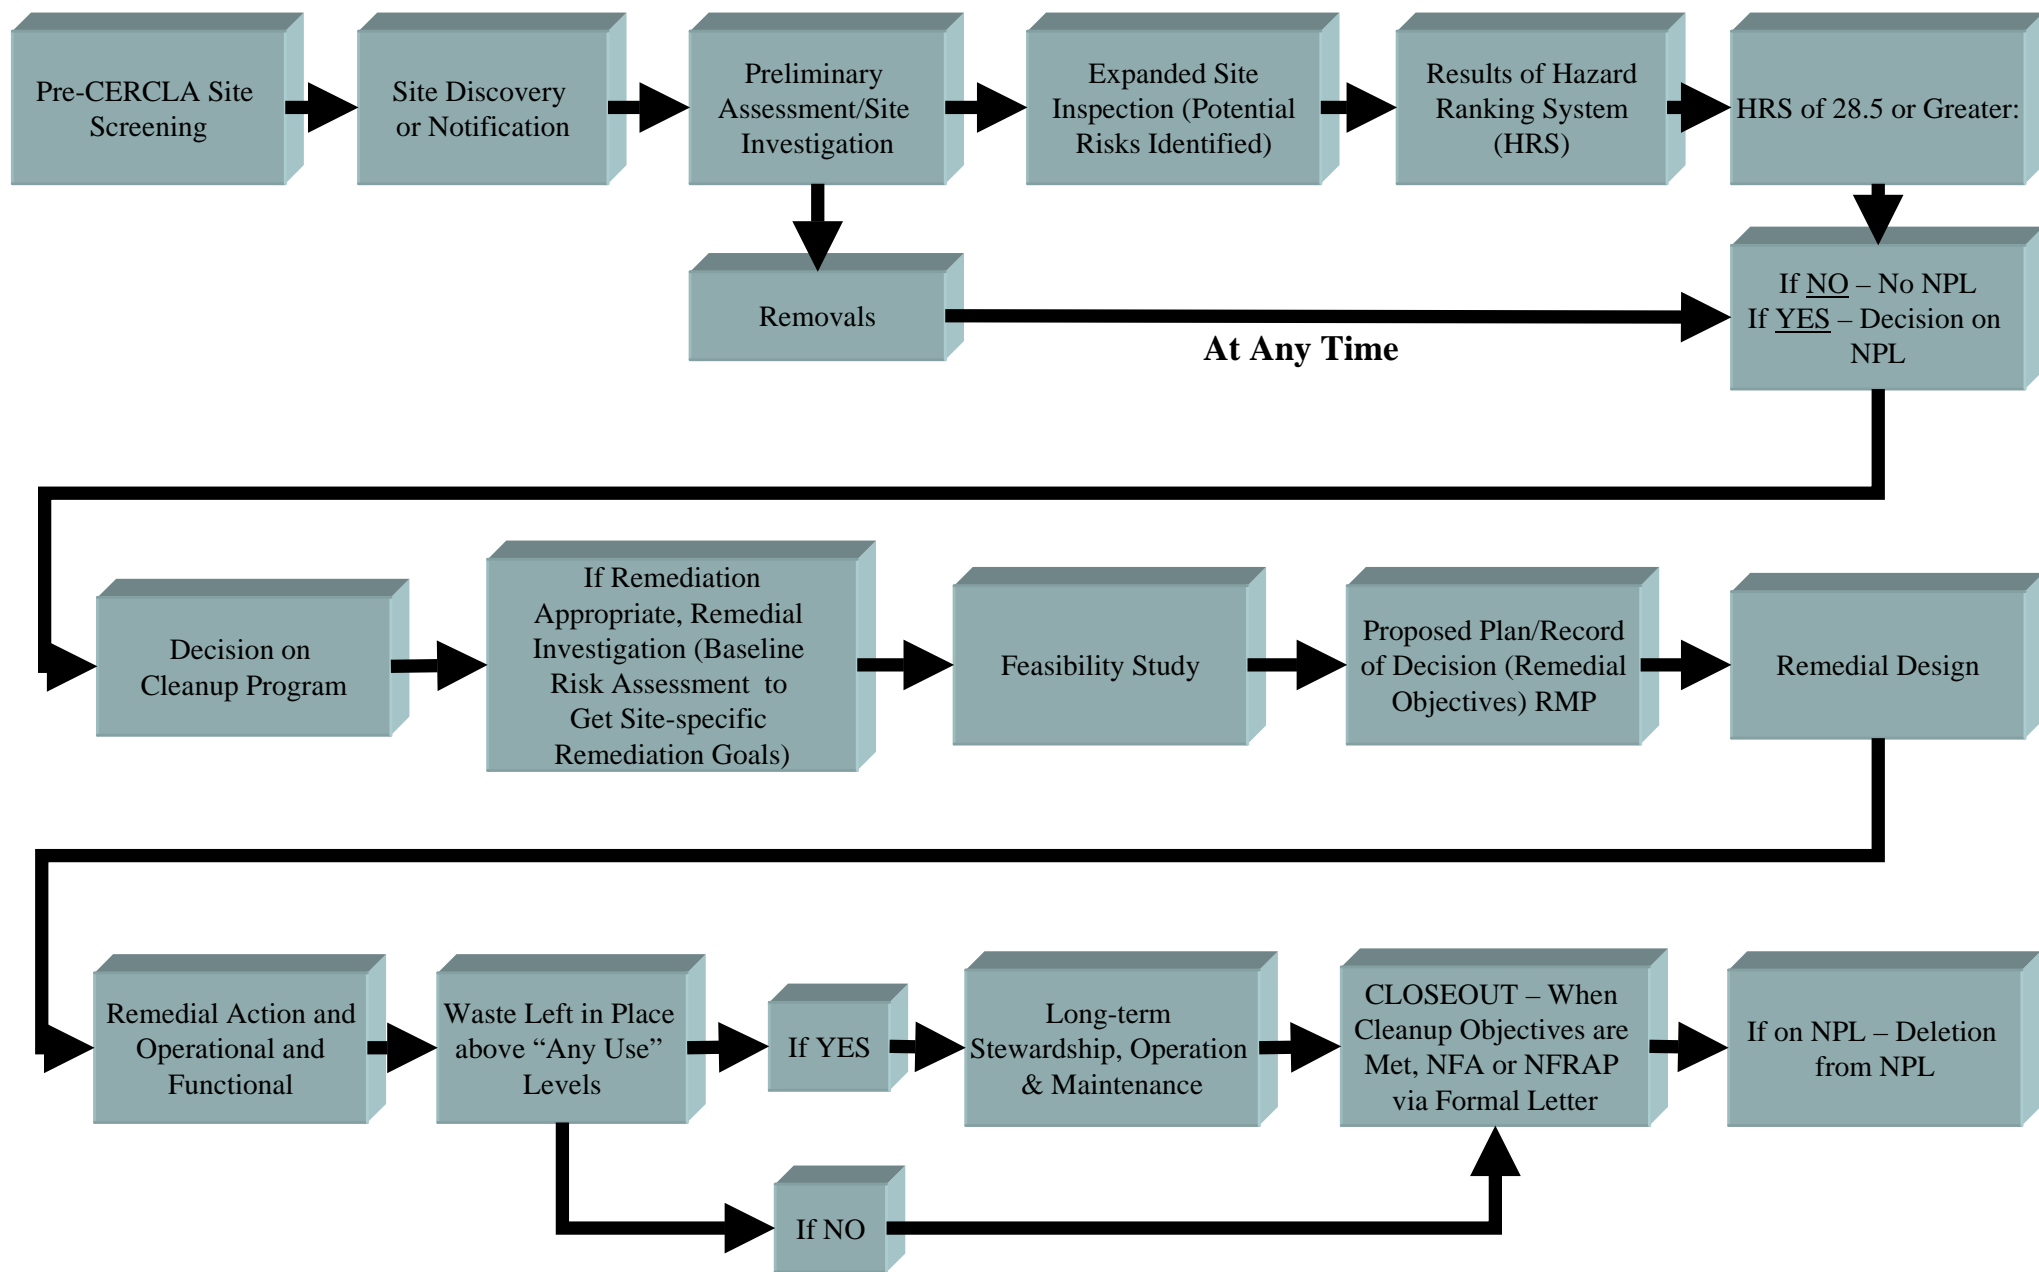 Pre-CERCLA Site
Screening
Site Discovery
or Notification
Preliminary
Assessment/Site
Investigation
Expanded Site
Inspection (Potential
Risks Identified)
Results of Hazard
Ranking System
(HRS)
HRS of 28.5 or Greater:
Removals
At Any Time
If NO – No NPL
If YES – Decision on
NPL
Decision on
Cleanup Program
If Remediation
Appropriate, Remedial
Investigation (Baseline
Risk Assessment to
Get Site-specific
Remediation Goals)
Feasibility Study
Proposed Plan/Record
of Decision (Remedial
Objectives) RMP
Remedial Design
Remedial Action and
Operational and
Functional
Waste Left in Place
above “Any Use”
Levels
If YES
Long-term
Stewardship, Operation
& Maintenance
CLOSEOUT – When
Cleanup Objectives are
Met, NFA or NFRAP
via Formal Letter
If on NPL – Deletion
from NPL
If NO